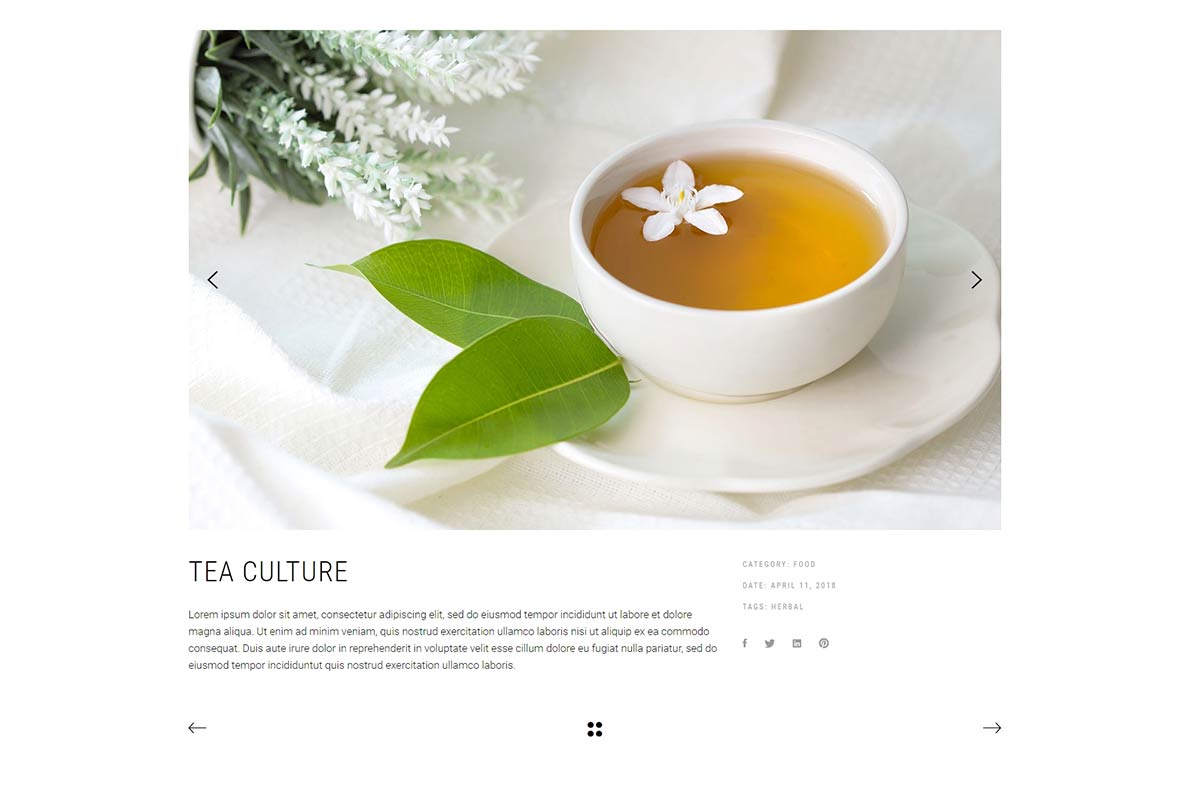 TEA CULTURE
Lorem ipsum dolor sit amet, consectetur adipiscing elit, sed do eiusmod tempor incididunt ut labore et dolore
magna aliqua. Ut enim ad minim veniam, quis nostrud exercitation ullamco laboris nisi ut aliquip ex ea commodo
consequat. Duis aute irure dolor in reprehenderit in voluptate velit esse cillum dolore eu fugiat nulla pariatur, sed do
eiusmod tempor incididuntut quis nostrud exercitation ullamco laboris.
CATEGORY: FOOD
DATE: APRIL 11, 2018
TAGS: HERBAL